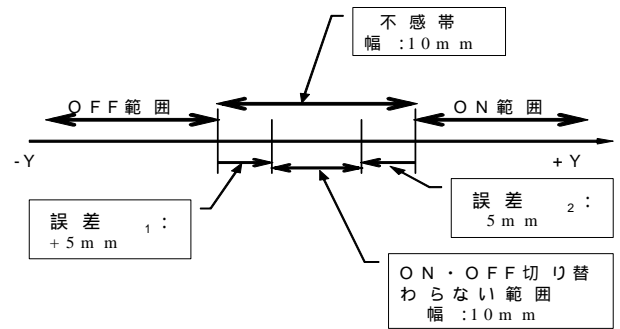 不感帯
幅 :10mm
OFF範囲
ON範囲
-Y
+Y
誤差 1:
+5mm
誤差 2:
5mm
ON・OFF切り替
わらない範囲
幅 :10mm